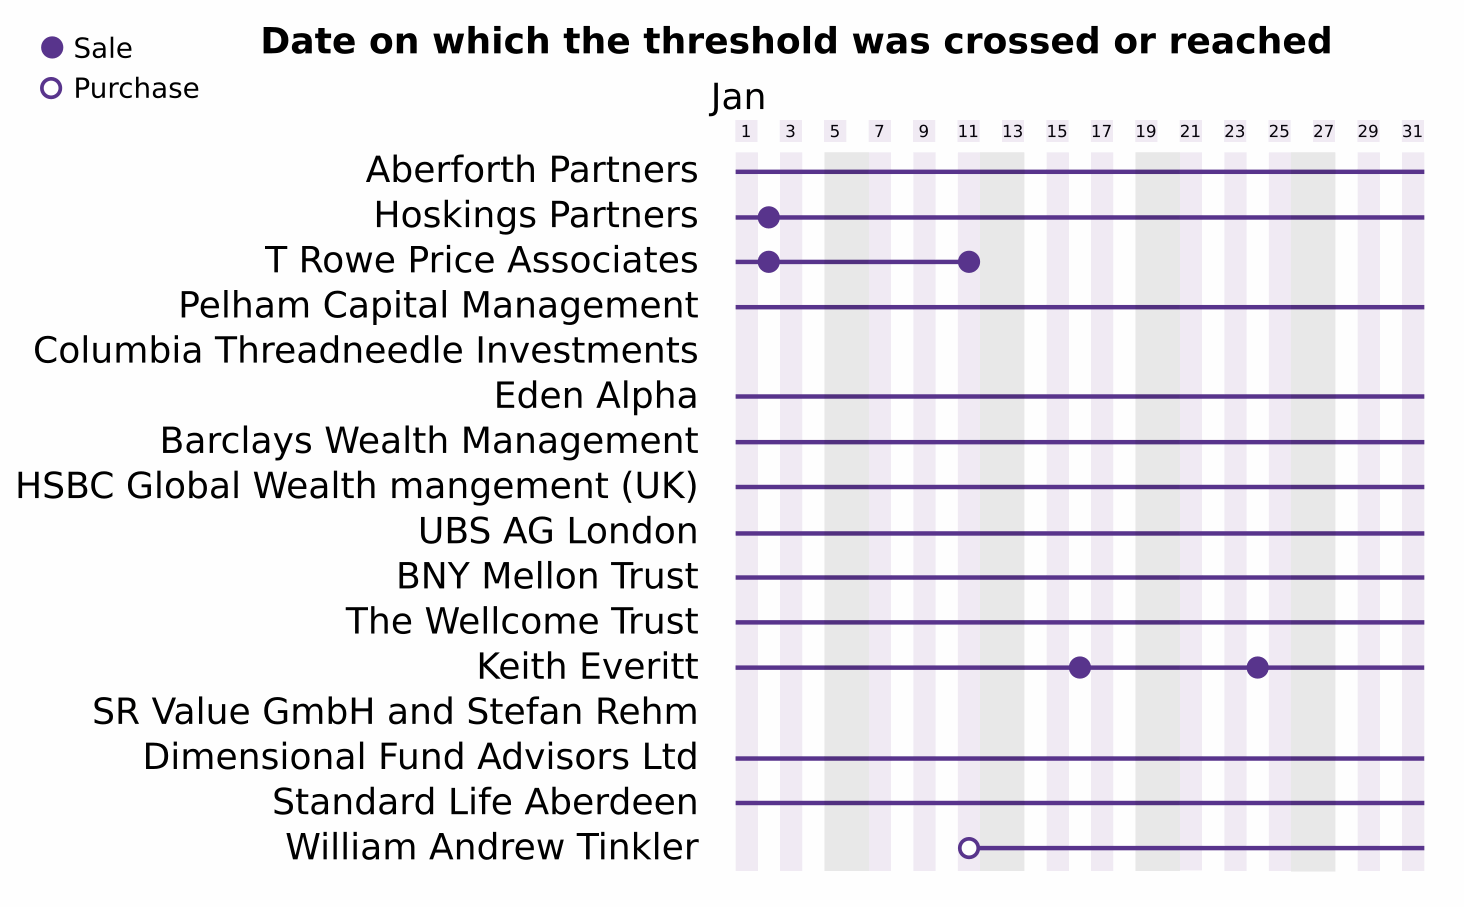 Sale
Purchase
Date on which the threshold was crossed or reached
Jan
1 3 5 7 9 11 13 15 17 19 21 23 25 27 29 31
Aberforth Partners
Hoskings Partners
T Rowe Price Associates
Pelham Capital Management
Columbia Threadneedle Investments
Eden Alpha
Barclays Wealth Management
HSBC Global Wealth mangement (UK)
UBS AG London
BNY Mellon Trust
The Wellcome Trust
Keith Everitt
SR Value GmbH and Stefan Rehm
Dimensional Fund Advisors Ltd
Standard Life Aberdeen
William Andrew Tinkler